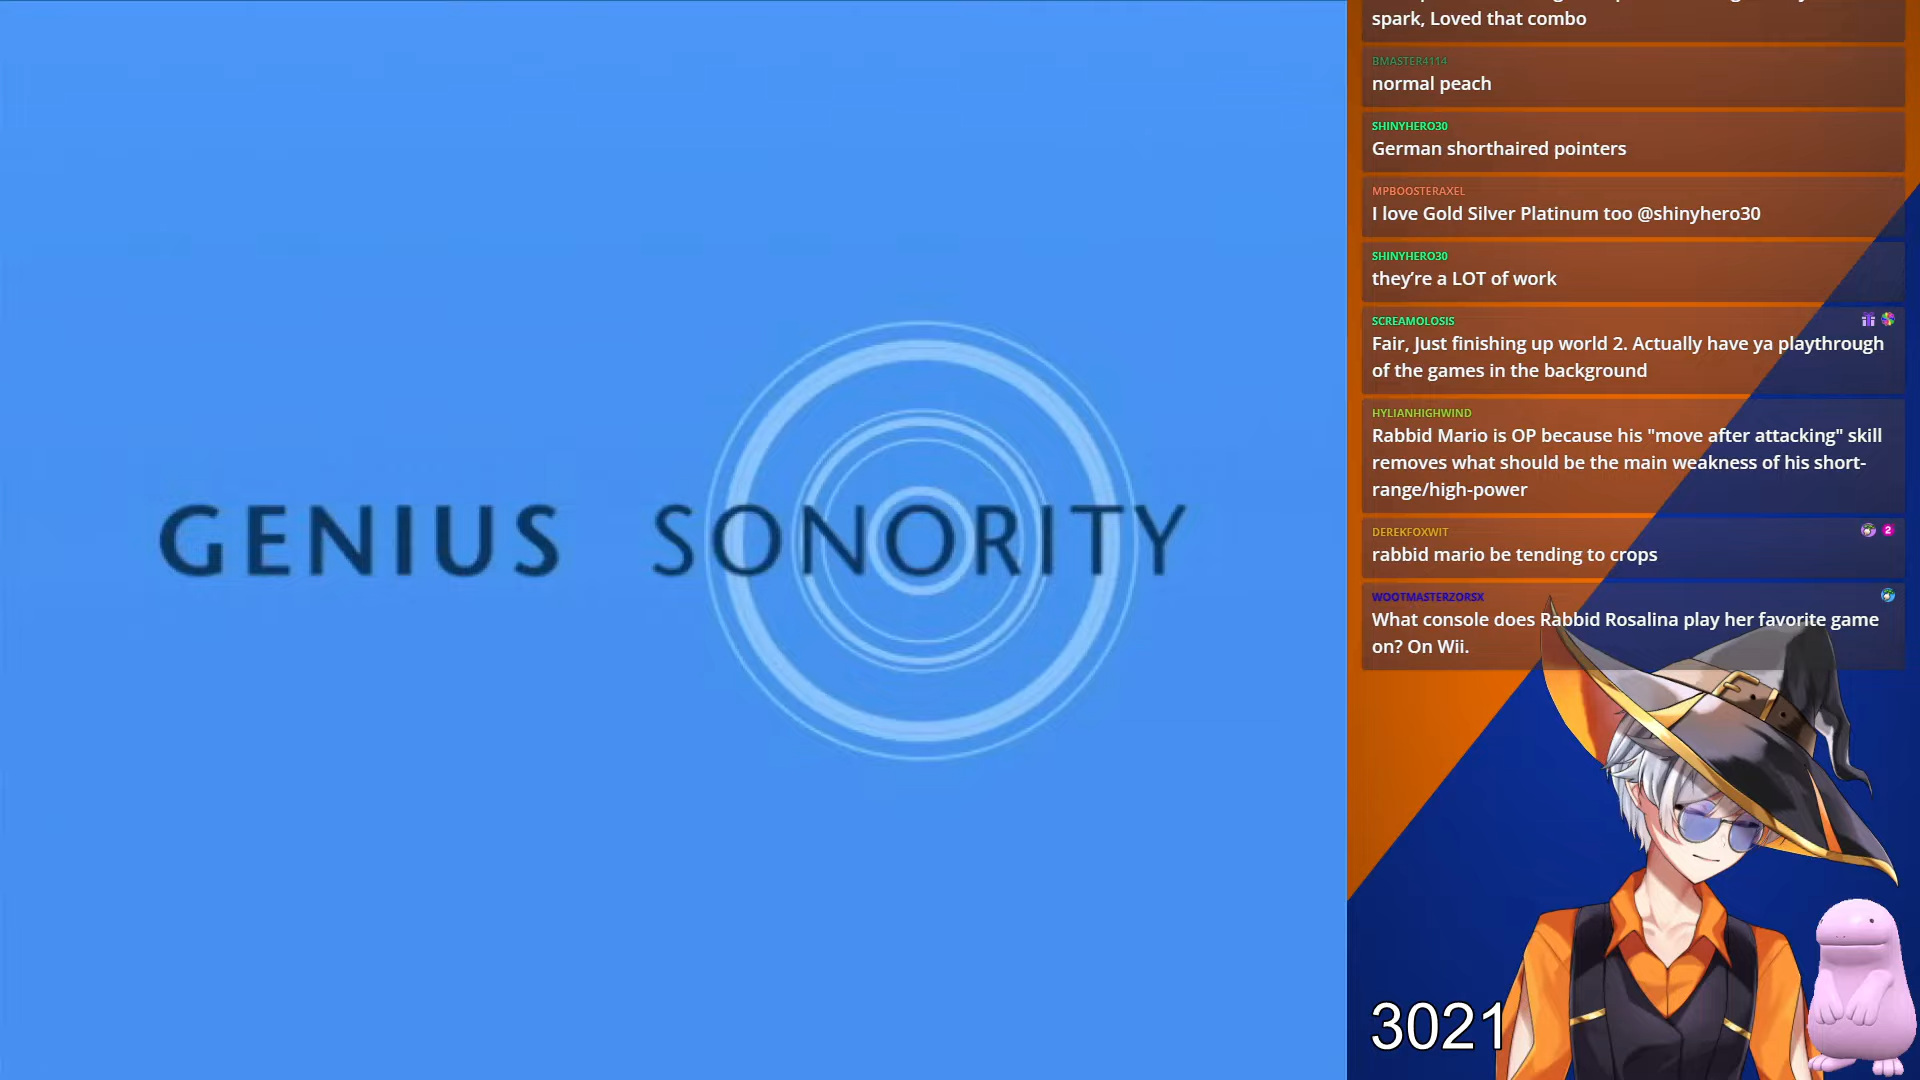 GENIUS SONORITY
spark, Loved that combo
BMASTER4114
normal peach
SHINYHERO30
German shorthaired pointers
MPBOOSTERAXEL
I love Gold Silver Platinum too @shinyhero30
SHINYHERO30
they’re a LOT of work
SCREAMOLOSIS
Fair, Just finishing up world 2. Actually have ya playthrough
of the games in the background
HYLIANHIGHWIND
Rabbid Mario is OP because his "move after attacking" skill
removes what should be the main weakness of his short-
range/high-power
DEREKFOXWIT
2
rabbid mario be tending to crops
WOOTMASTERZORSX
What console does Rabbid Rosalina play her favorite game
on? On Wii.
3021